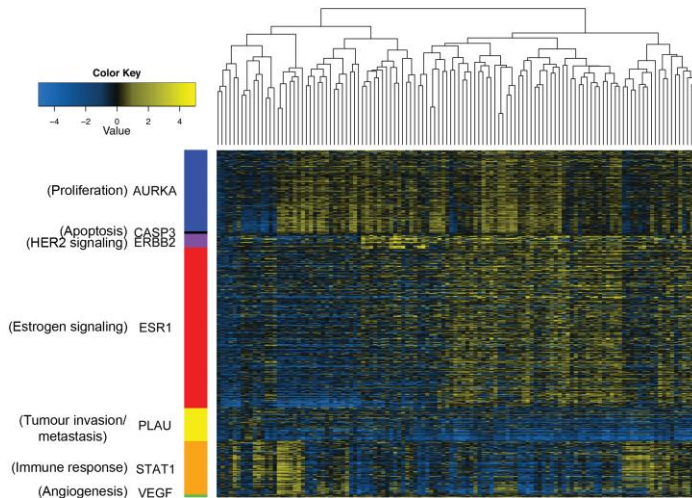 Color Key
−4 −2 0 2 4
Value
(Proliferation) AURKA
(Apoptosis) CASP3
(HER2 signaling) ERBB2
(Estrogen signaling) ESR1
(Tumour invasion/
metastasis) PLAU
(Immune response) STAT1
(Angiogenesis) VEGF